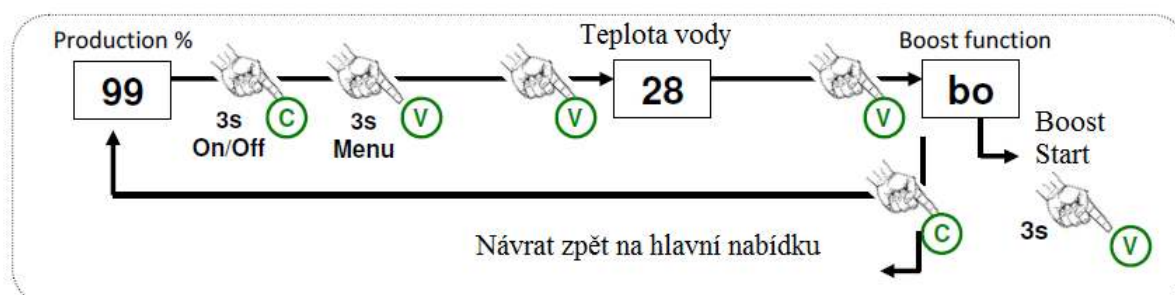 Production %
Teplota vody
Boost function
99
28
bo
C
V
V
V
3s
On/Off
3s
Menu
Boost
Start
C
Návrat zpět na hlavní nabídku
3s
V